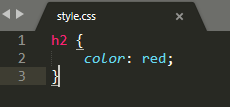 style.css
1 h2 {
2 color: red;
3 }